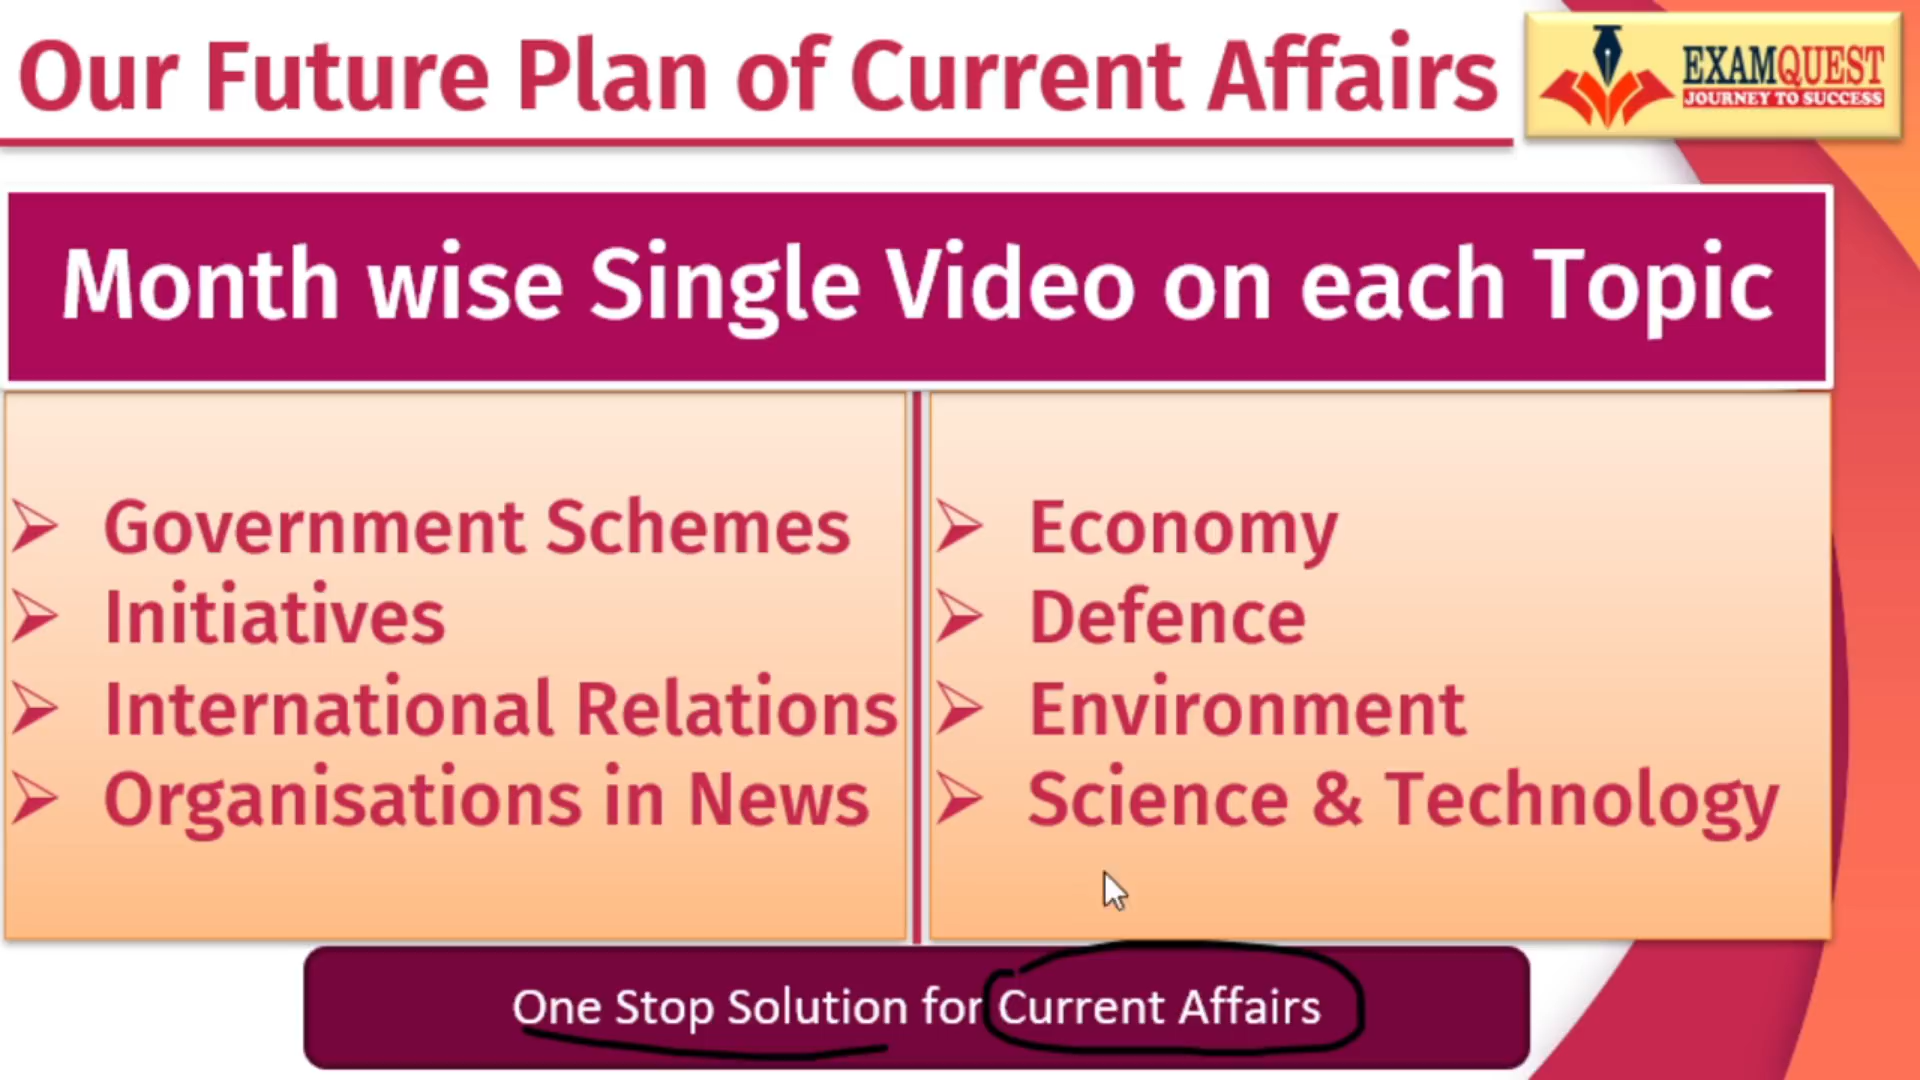 Our Future Plan of Current Affairs
EXAMQUEST
JOURNEY TO SUCCESS
Month wise Single Video on each Topic
Government Schemes
Initiatives
International Relations
Organisations in News
Economy
Defence
Environment
Science & Technology
One Stop Solution for Current Affairs